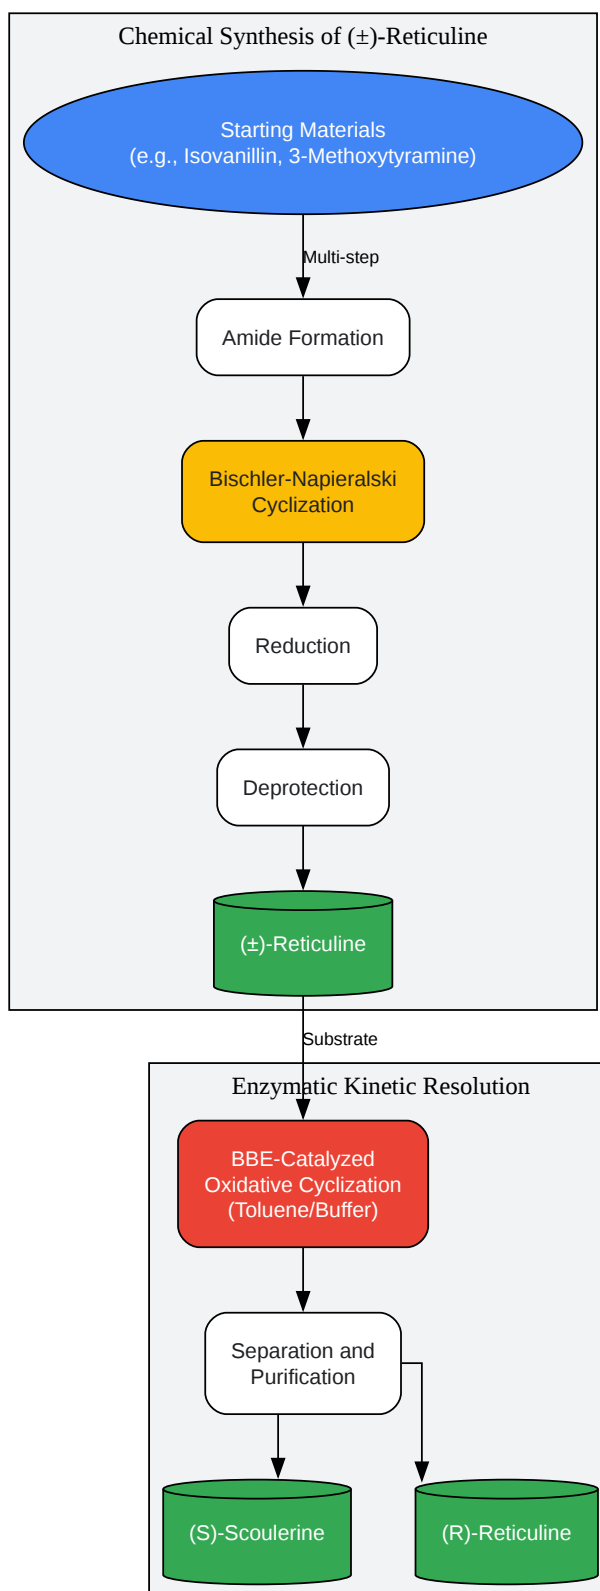 Chemical Synthesis of (±)-Reticuline
Starting Materials
(e.g., Isovanillin, 3-Methoxytyramine)
Multi-step
Amide Formation
Bischler-Napieralski
Cyclization
Reduction
Deprotection
(±)-Reticuline
Substrate
Enzymatic Kinetic Resolution
BBE-Catalyzed
Oxidative Cyclization
(Toluene/Buffer)
Separation and
Purification
(S)-Scoulerine
(R)-Reticuline